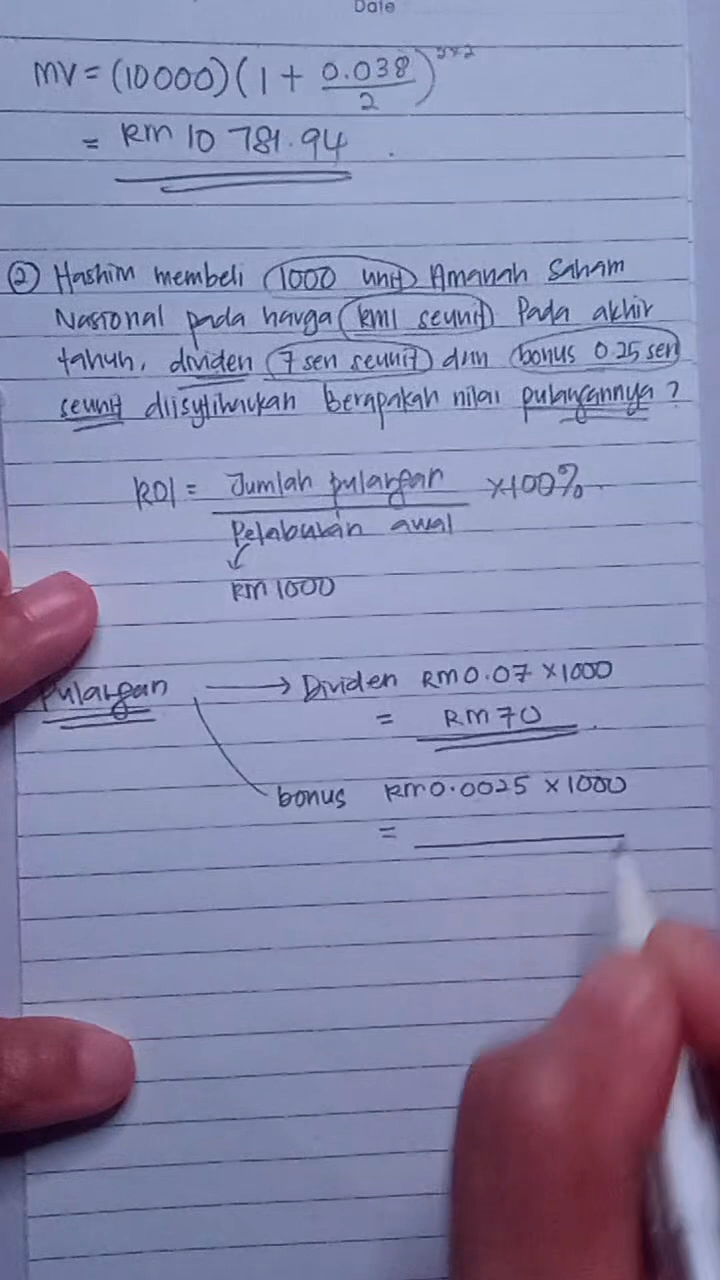 Date
MV = (10000)(1 + 0.038/2)
= RM 10 781.94
② Hashim membeli 1000 unit Amanah Saham
Nasional pada harga RM1 seunit. Pada akhir
tahun, dividen 7 sen seunit dan bonus 0.25 sen
seunit diisytiharkan berapakah nilai pulangannya?
ROI = Jumlah pulangan × 100%
Pelaburan awal
RM 1000
Pulangan → Dividen RM0.07 × 1000
= RM 70
bonus RM0.0025 × 1000
=